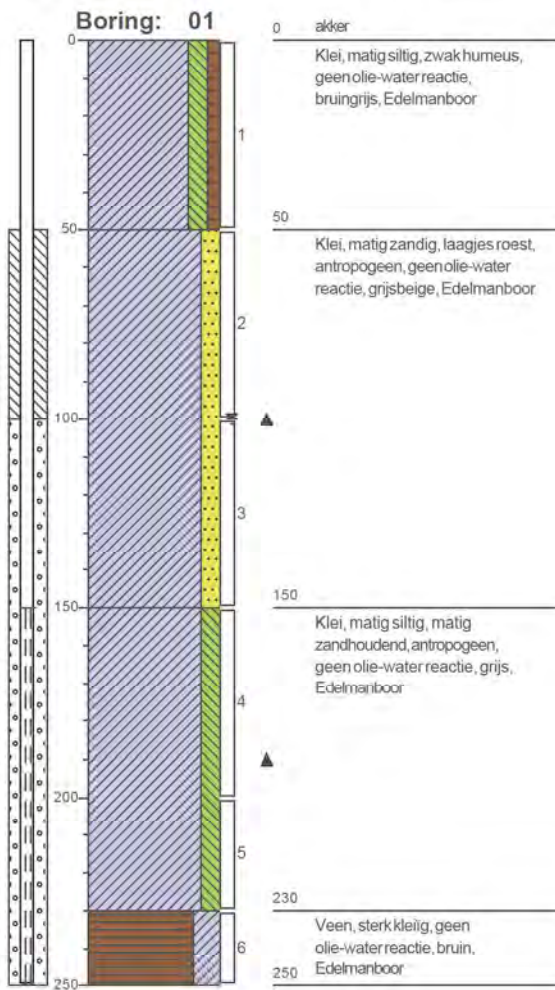 Boring: 01
0 akker
Klei, matig siltig, zwak humeus,
geen olie-water reactie,
bruingrijs, Edelmanboor
50
Klei, matig zandig, laagjes roest,
antropogeen, geen olie-water
reactie, grijsbeige, Edelmanboor
150
Klei, matig siltig, matig
zandhoudend, antropogeen,
geen olie-water reactie, grijs,
Edelmanboor
230
Veen, sterk kleiïg, geen
olie-water reactie, bruin,
Edelmanboor
250
0
50
100
150
200
250
1
2
3
4
5
6